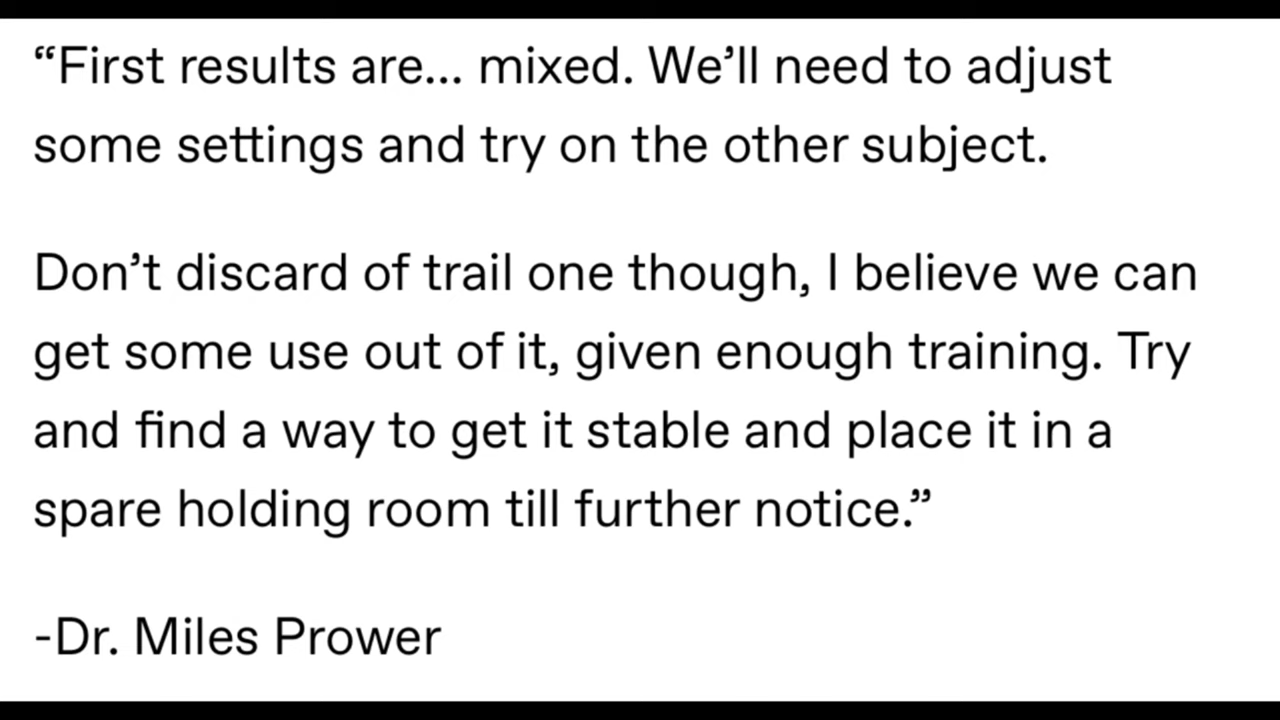 “First results are... mixed. We’ll need to adjust
some settings and try on the other subject.
Don’t discard of trail one though, I believe we can
get some use out of it, given enough training. Try
and find a way to get it stable and place it in a
spare holding room till further notice.”
-Dr. Miles Prower